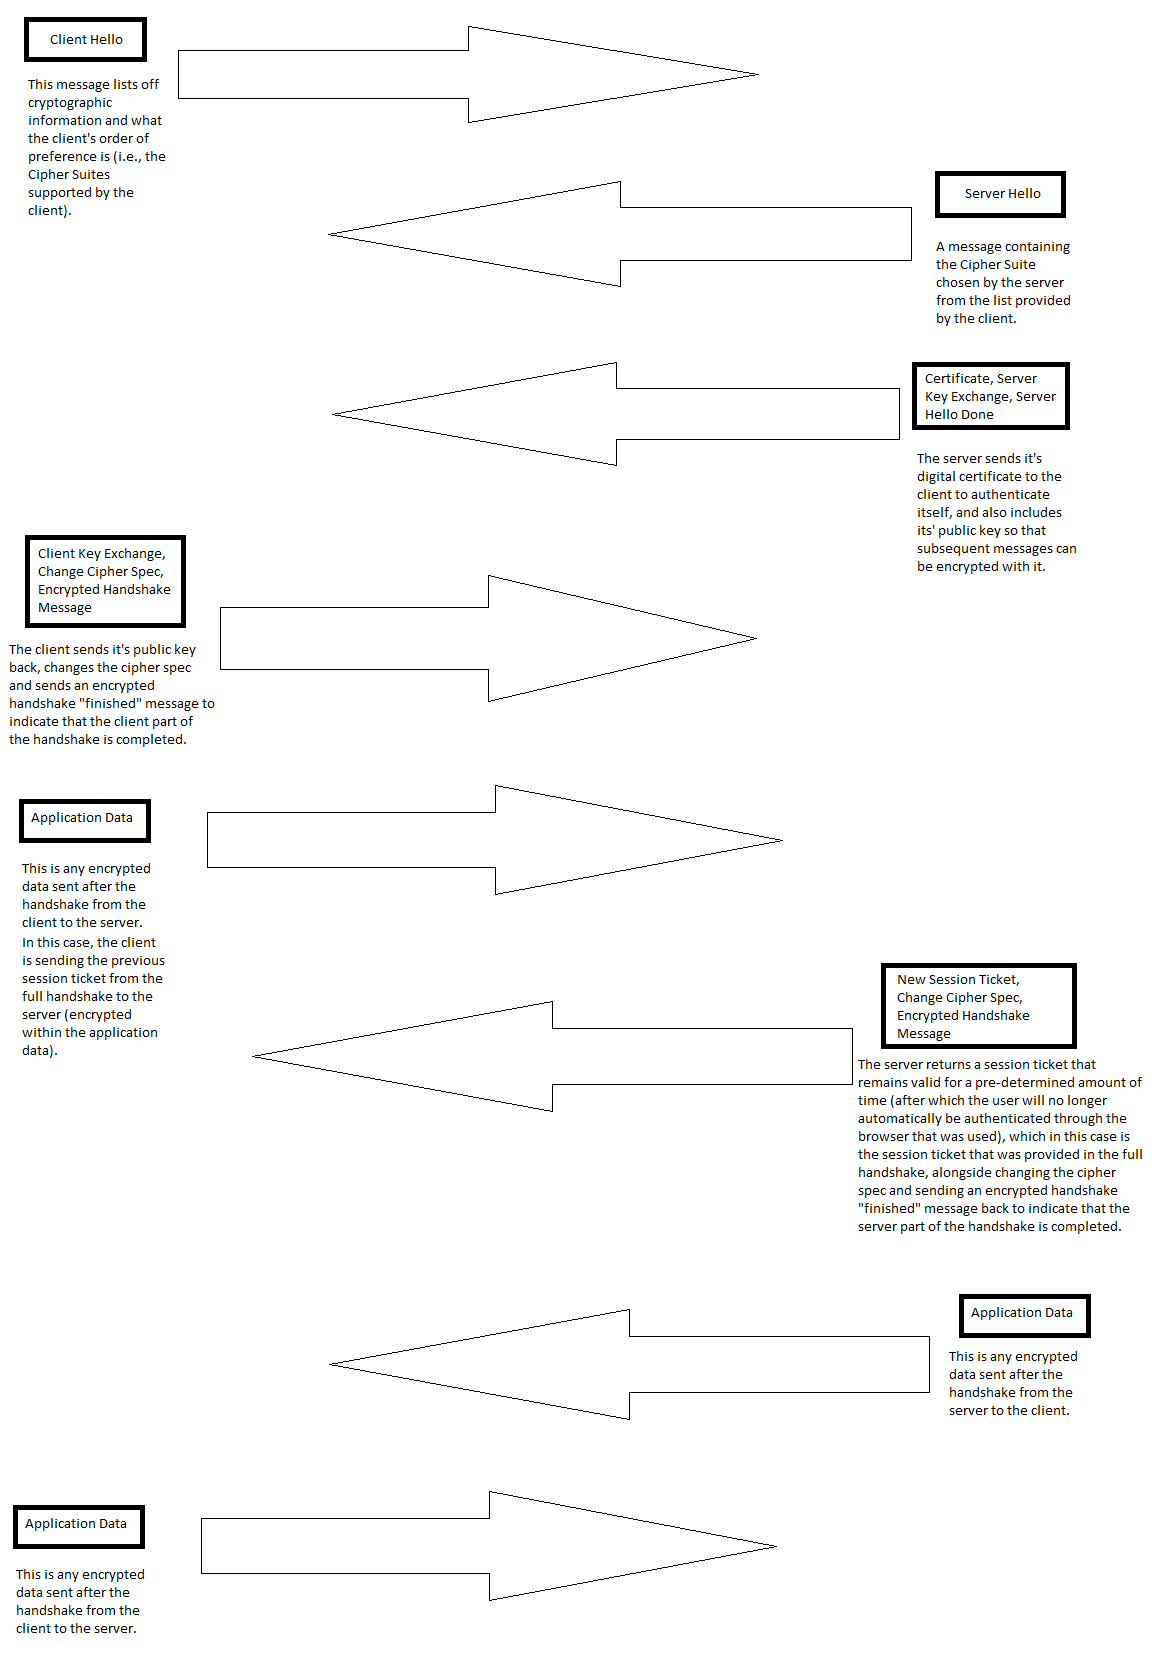 Client Hello
This message lists off
cryptographic
information and what
the client's order of
preference is (i.e., the
Cipher Suites
supported by the
client).
Server Hello
A message containing
the Cipher Suite
chosen by the server
from the list provided
by the client.
Certificate, Server
Key Exchange, Server
Hello Done
The server sends it's
digital certificate to the
client to authenticate
itself, and also includes
its' public key so that
subsequent messages can
be encrypted with it.
Client Key Exchange,
Change Cipher Spec,
Encrypted Handshake
Message
The client sends it's public key
back, changes the cipher spec
and sends an encrypted
handshake "finished" message to
indicate that the client part of
the handshake is completed.
Application Data
This is any encrypted
data sent after the
handshake from the
client to the server.
In this case, the client
is sending the previous
session ticket from the
full handshake to the
server (encrypted
within the application
data).
New Session Ticket,
Change Cipher Spec,
Encrypted Handshake
Message
The server returns a session ticket that
remains valid for a pre-determined amount of
time (after which the user will no longer
automatically be authenticated through the
browser that was used), which in this case is
the session ticket that was provided in the full
handshake, alongside changing the cipher
spec and sending an encrypted handshake
"finished" message back to indicate that the
server part of the handshake is completed.
Application Data
This is any encrypted
data sent after the
handshake from the
server to the client.
Application Data
This is any encrypted
data sent after the
handshake from the
client to the server.